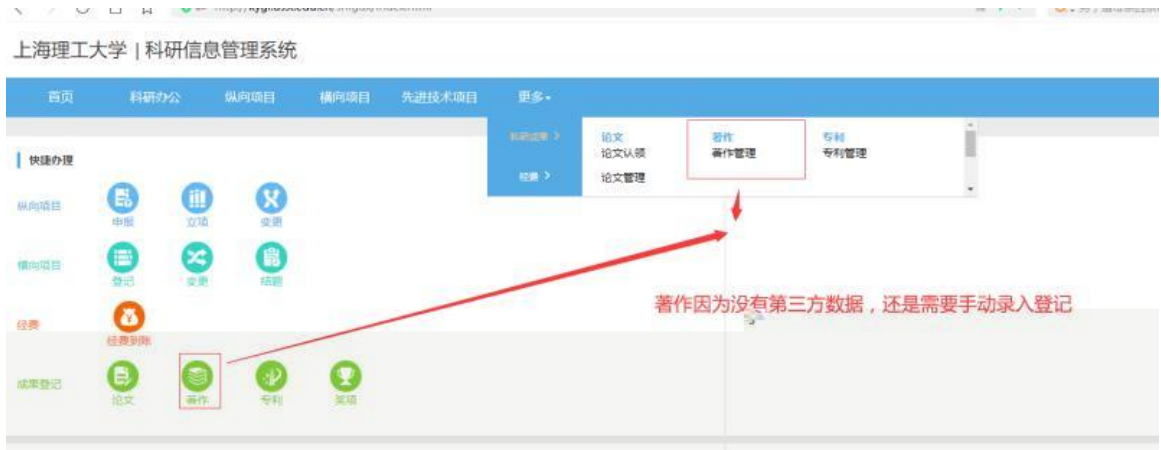 上海理工大学 | 科研信息管理系统
首页 科研办公 纵向项目 横向项目 先进技术项目 更多
科研成果 > 论文 著作 专利
论文认领 著作管理 专利管理
经费 > 论文管理
快捷办理
纵向项目 申报 立项 变更
横向项目 登记 变更 结题
著作因为没有第三方数据，还是需要手动录入登记
经费 经费到账
成果登记 论文 著作 专利 奖项